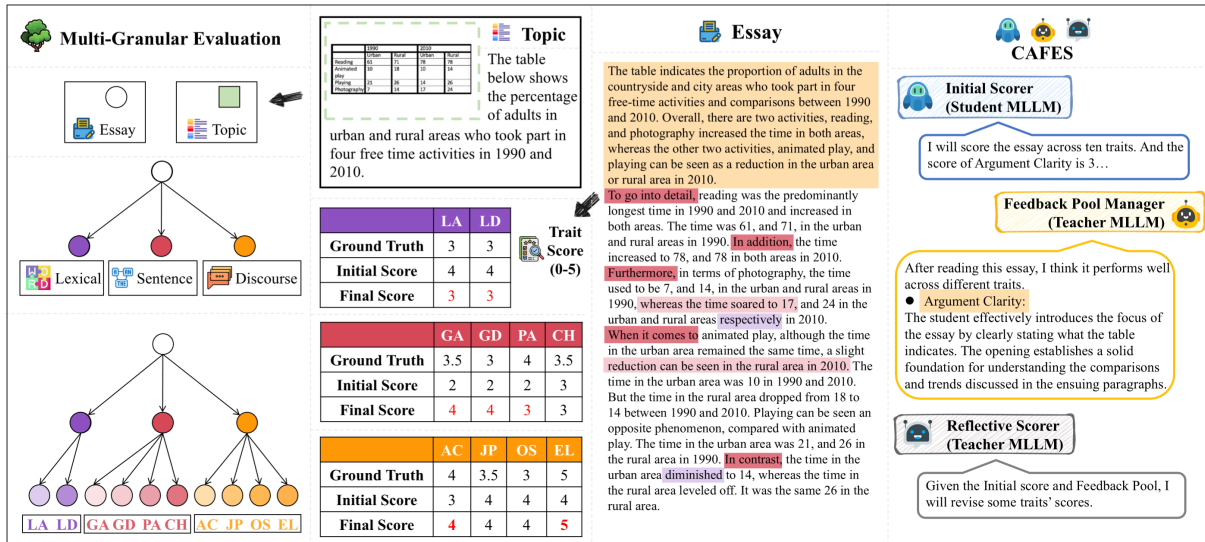 Multi-Granular Evaluation
Essay
Topic
Lexical
Sentence
Discourse
LA LD
GA GD PA CH
AC JP OS EL
1990 2010
Urban Rural Urban Rural
Reading 61 71 78 78
Animated play 10 18 10 14
Playing 21 26 14 26
Photography 7 14 17 24
Topic
The table
below shows
the percentage
of adults in
urban and rural areas who took part in
four free time activities in 1990 and
2010.
Trait
Score
(0-5)
LA LD
Ground Truth 3 3
Initial Score 4 4
Final Score 3 3
GA GD PA CH
Ground Truth 3.5 3 4 3.5
Initial Score 2 2 2 3
Final Score 4 4 3 3
AC JP OS EL
Ground Truth 4 3.5 3 5
Initial Score 3 4 4 4
Final Score 4 4 4 5
Essay
The table indicates the proportion of adults in the
countryside and city areas who took part in four
free-time activities and comparisons between 1990
and 2010. Overall, there are two activities, reading,
and photography increased the time in both areas,
whereas the other two activities, animated play, and
playing can be seen as a reduction in the urban area
or rural area in 2010.
To go into detail, reading was the predominantly
longest time in 1990 and 2010 and increased in
both areas. The time was 61, and 71, in the urban
and rural areas in 1990. In addition, the time
increased to 78, and 78 in both areas in 2010.
Furthermore, in terms of photography, the time
used to be 7, and 14, in the urban and rural areas in
1990, whereas the time soared to 17, and 24 in the
urban and rural areas respectively in 2010.
When it comes to animated play, although the time
in the urban area remained the same time, a slight
reduction can be seen in the rural area in 2010. The
time in the urban area was 10 in 1990 and 2010.
But the time in the rural area dropped from 18 to
14 between 1990 and 2010. Playing can be seen an
opposite phenomenon, compared with animated
play. The time in the urban area was 21, and 26 in
the rural area in 1990. In contrast, the time in the
urban area diminished to 14, whereas the time in
the rural area leveled off. It was the same 26 in the
rural area.
CAFES
Initial Scorer
(Student MLLM)
I will score the essay across ten traits. And the
score of Argument Clarity is 3…
Feedback Pool Manager
(Teacher MLLM)
After reading this essay, I think it performs well
across different traits.
● Argument Clarity:
The student effectively introduces the focus of
the essay by clearly stating what the table
indicates. The opening establishes a solid
foundation for understanding the comparisons
and trends discussed in the ensuing paragraphs.
Reflective Scorer
(Teacher MLLM)
Given the Initial score and Feedback Pool, I
will revise some traits' scores.